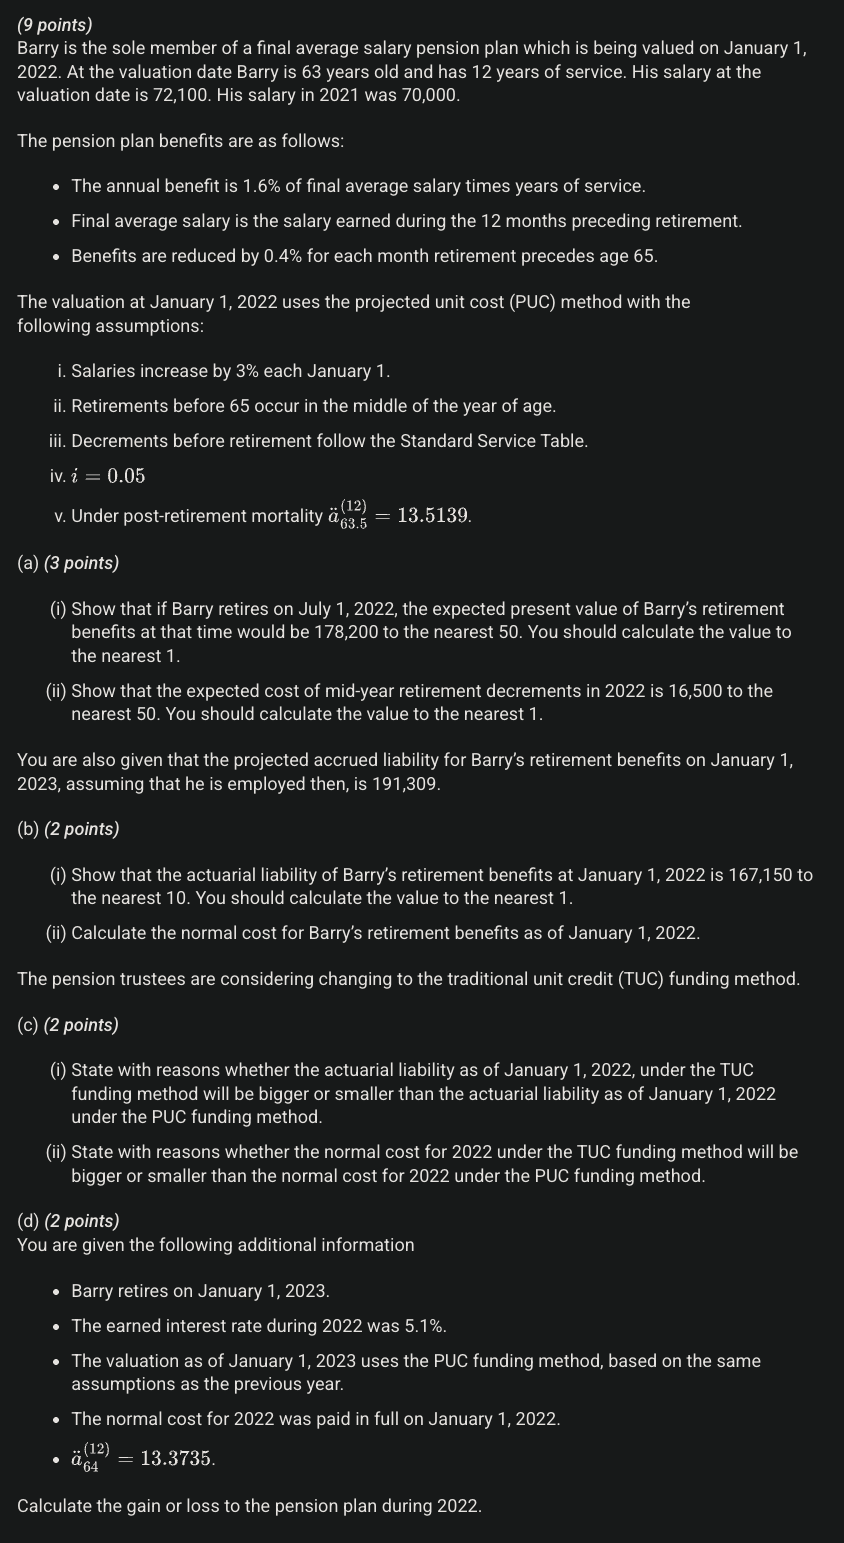 (9 points)
Barry is the sole member of a final average salary pension plan which is being valued on January 1,
2022. At the valuation date Barry is 63 years old and has 12 years of service. His salary at the
valuation date is 72,100. His salary in 2021 was 70,000.
The pension plan benefits are as follows:
• The annual benefit is 1.6% of final average salary times years of service.
• Final average salary is the salary earned during the 12 months preceding retirement.
• Benefits are reduced by 0.4% for each month retirement precedes age 65.
The valuation at January 1, 2022 uses the projected unit cost (PUC) method with the
following assumptions:
i. Salaries increase by 3% each January 1.
ii. Retirements before 65 occur in the middle of the year of age.
iii. Decrements before retirement follow the Standard Service Table.
iv. i = 0.05
v. Under post-retirement mortality ä_{63.5}^{(12)} = 13.5139.
(a) (3 points)
(i) Show that if Barry retires on July 1, 2022, the expected present value of Barry’s retirement
benefits at that time would be 178,200 to the nearest 50. You should calculate the value to
the nearest 1.
(ii) Show that the expected cost of mid-year retirement decrements in 2022 is 16,500 to the
nearest 50. You should calculate the value to the nearest 1.
You are also given that the projected accrued liability for Barry’s retirement benefits on January 1,
2023, assuming that he is employed then, is 191,309.
(b) (2 points)
(i) Show that the actuarial liability of Barry’s retirement benefits at January 1, 2022 is 167,150 to
the nearest 10. You should calculate the value to the nearest 1.
(ii) Calculate the normal cost for Barry’s retirement benefits as of January 1, 2022.
The pension trustees are considering changing to the traditional unit credit (TUC) funding method.
(c) (2 points)
(i) State with reasons whether the actuarial liability as of January 1, 2022, under the TUC
funding method will be bigger or smaller than the actuarial liability as of January 1, 2022
under the PUC funding method.
(ii) State with reasons whether the normal cost for 2022 under the TUC funding method will be
bigger or smaller than the normal cost for 2022 under the PUC funding method.
(d) (2 points)
You are given the following additional information
• Barry retires on January 1, 2023.
• The earned interest rate during 2022 was 5.1%.
• The valuation as of January 1, 2023 uses the PUC funding method, based on the same
assumptions as the previous year.
• The normal cost for 2022 was paid in full on January 1, 2022.
• ä_{64}^{(12)} = 13.3735.
Calculate the gain or loss to the pension plan during 2022.